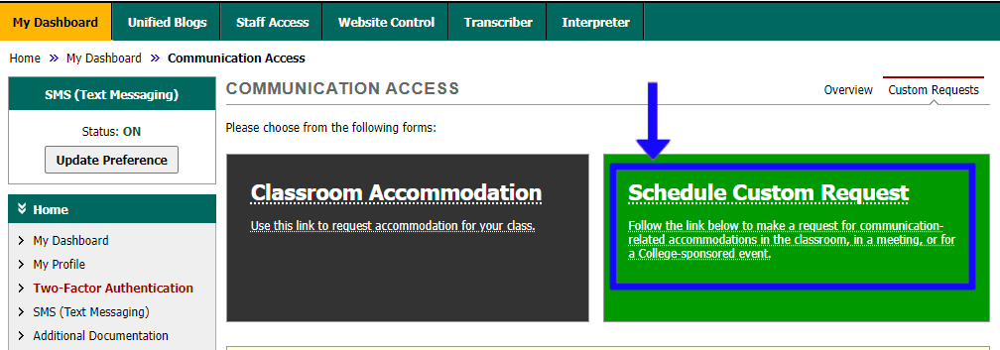 My Dashboard Unified Blogs Staff Access Website Control Transcriber Interpreter
Home » My Dashboard » Communication Access
SMS (Text Messaging)
Status: ON
Update Preference
Home
My Dashboard
My Profile
Two-Factor Authentication
SMS (Text Messaging)
Additional Documentation
COMMUNICATION ACCESS
Overview Custom Requests
Please choose from the following forms:
Classroom Accommodation
Use this link to request accommodation for your class.
Schedule Custom Request
Follow the link below to make a request for communication-
related accommodations in the classroom, in a meeting, or for
a College-sponsored event.